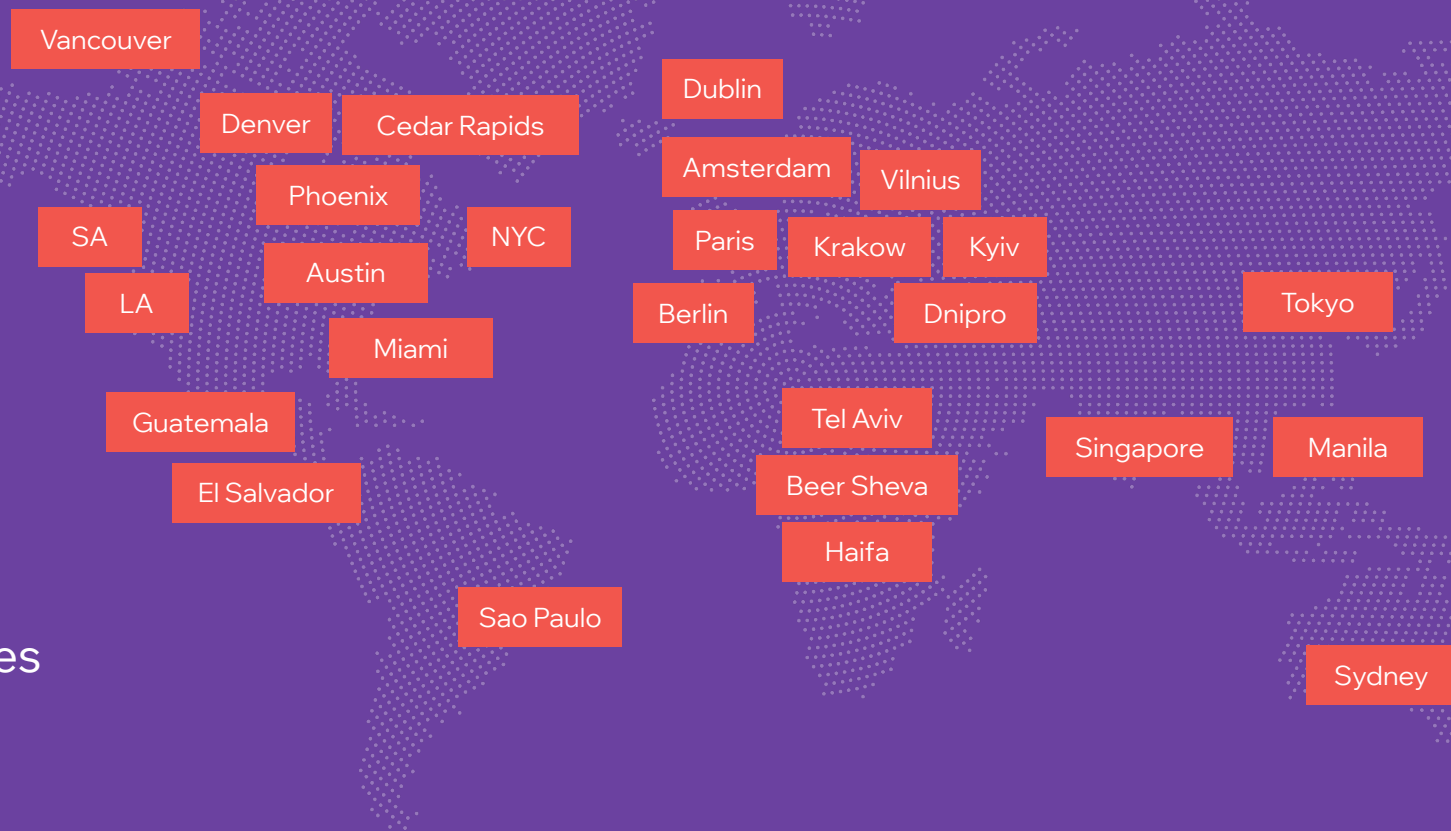 Vancouver
Denver
Cedar Rapids
Phoenix
SA
NYC
Austin
LA
Miami
Guatemala
El Salvador
Sao Paulo
Dublin
Amsterdam
Vilnius
Paris
Krakow
Kyiv
Berlin
Dnipro
Tel Aviv
Beer Sheva
Haifa
Tokyo
Singapore
Manila
Sydney
es